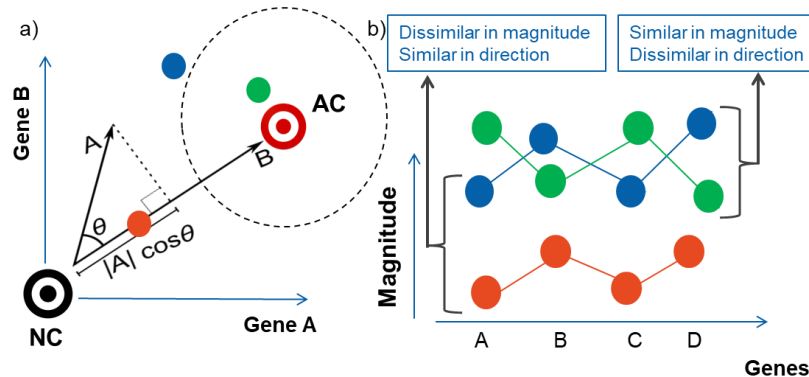 a)
Gene B
A
θ
B
|A| cosθ
AC
NC
Gene A
b)
Dissimilar in magnitude
Similar in direction
Similar in magnitude
Dissimilar in direction
Magnitude
A B C D
Genes